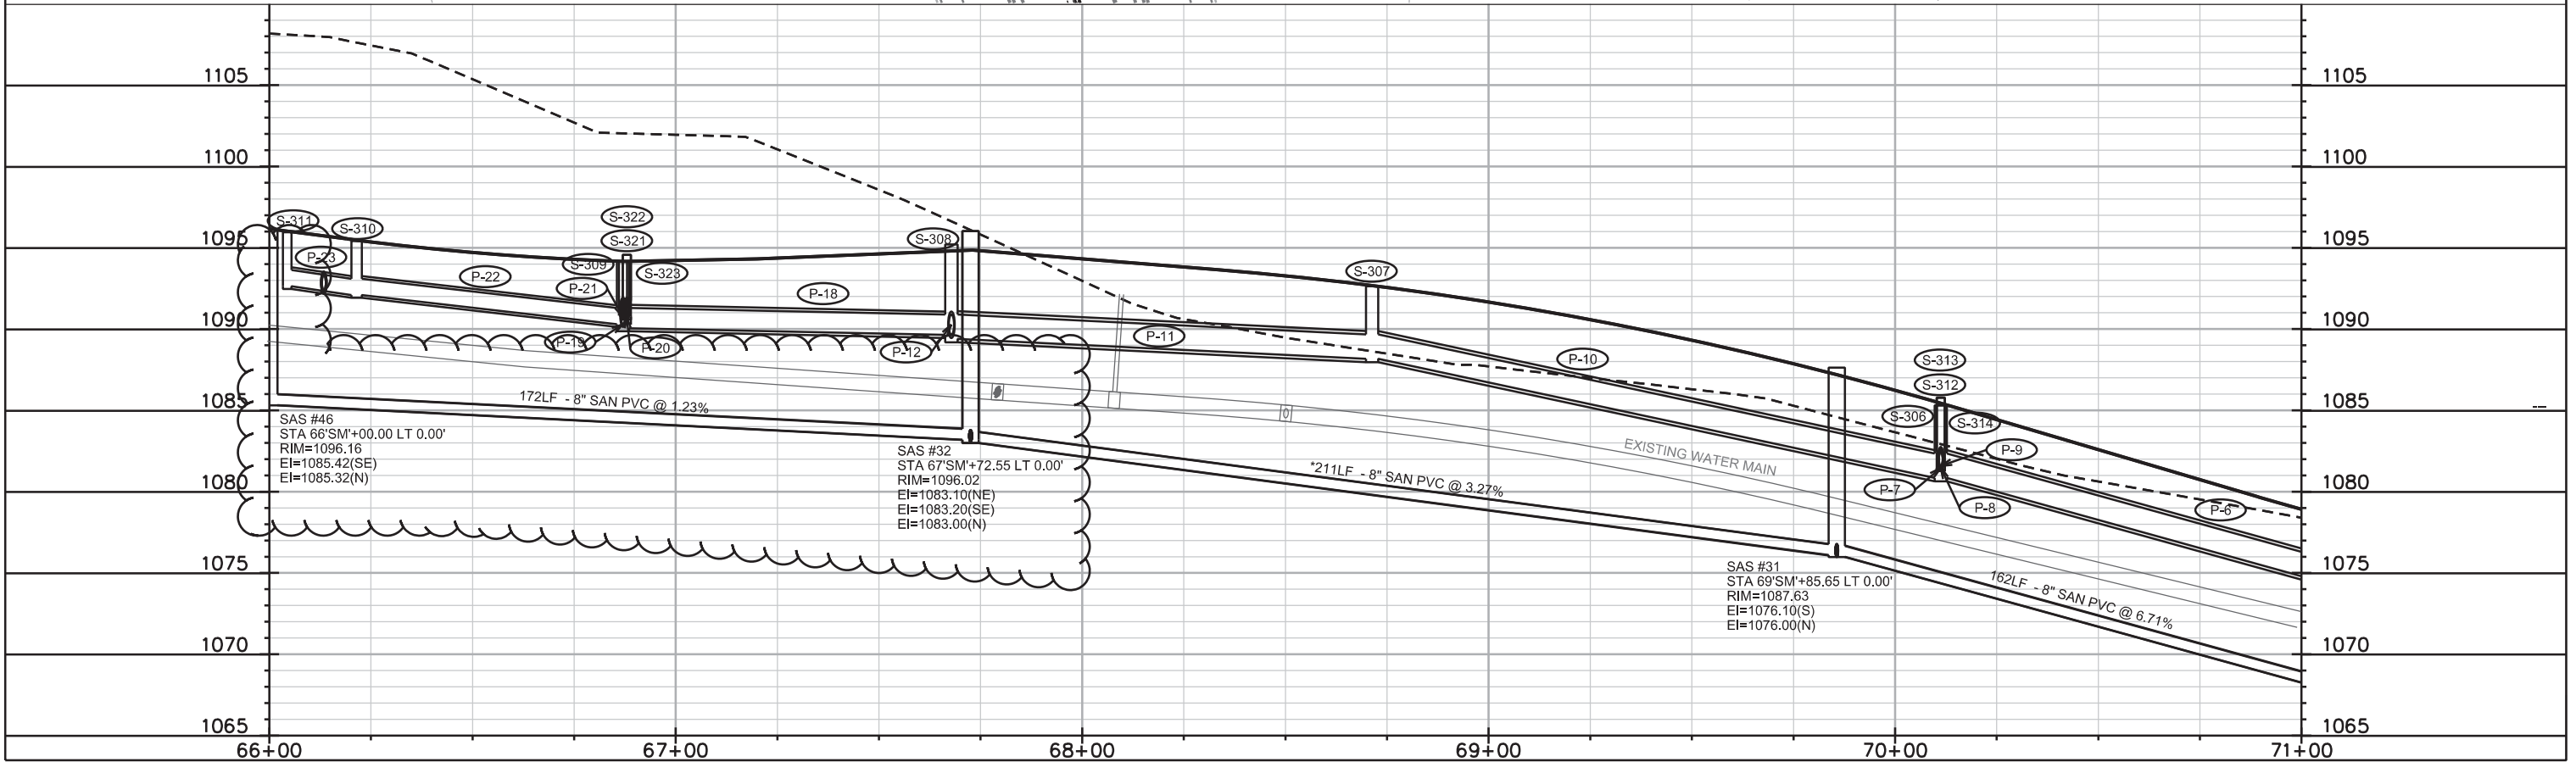 1105
1105
1100
1100
1095
1095
1090
1090
1085
1085
1080
1080
1075
1075
1070
1070
1065
1065
S-311
S-310
S-322
S-321
S-309
S-323
S-308
S-307
S-313
S-312
S-306
S-314
P-23
P-22
P-21
P-18
P-19
P-20
P-12
P-11
P-10
P-9
P-7
P-8
P-6
172LF - 8" SAN PVC @ 1.23%
*211LF - 8" SAN PVC @ 3.27%
EXISTING WATER MAIN
162LF - 8" SAN PVC @ 6.71%
SAS #46
STA 66'SM'+00.00 LT 0.00'
RIM=1096.16
EI=1085.42(SE)
EI=1085.32(N)
SAS #32
STA 67'SM'+72.55 LT 0.00'
RIM=1096.02
EI=1083.10(NE)
EI=1083.20(SE)
EI=1083.00(N)
SAS #31
STA 69'SM'+85.65 LT 0.00'
RIM=1087.63
EI=1076.10(S)
EI=1076.00(N)
66+00
67+00
68+00
69+00
70+00
71+00